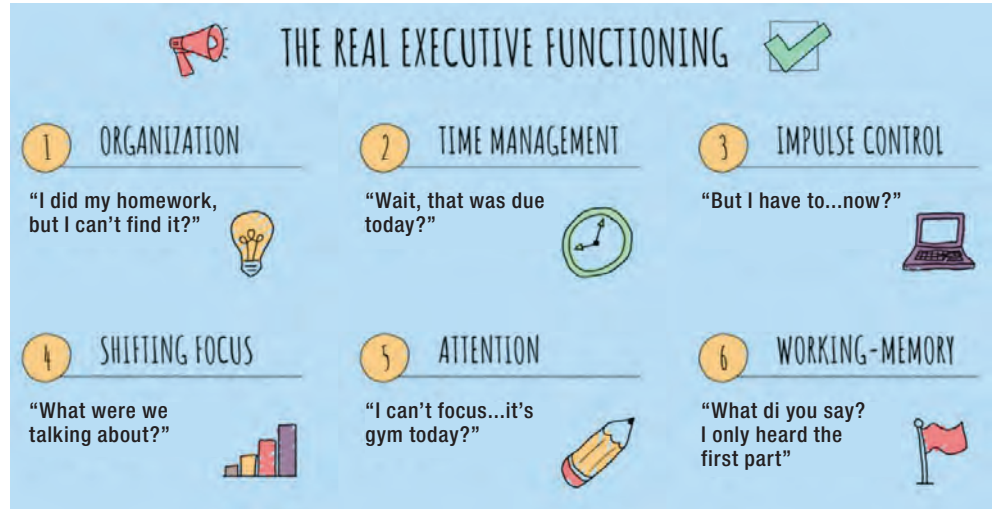 THE REAL EXECUTIVE FUNCTIONING
1 ORGANIZATION
“I did my homework,
but I can’t find it?”
2 TIME MANAGEMENT
“Wait, that was due
today?”
3 IMPULSE CONTROL
“But I have to...now?”
4 SHIFTING FOCUS
“What were we
talking about?”
5 ATTENTION
“I can’t focus...it’s
gym today?”
6 WORKING-MEMORY
“What di you say?
I only heard the
first part”